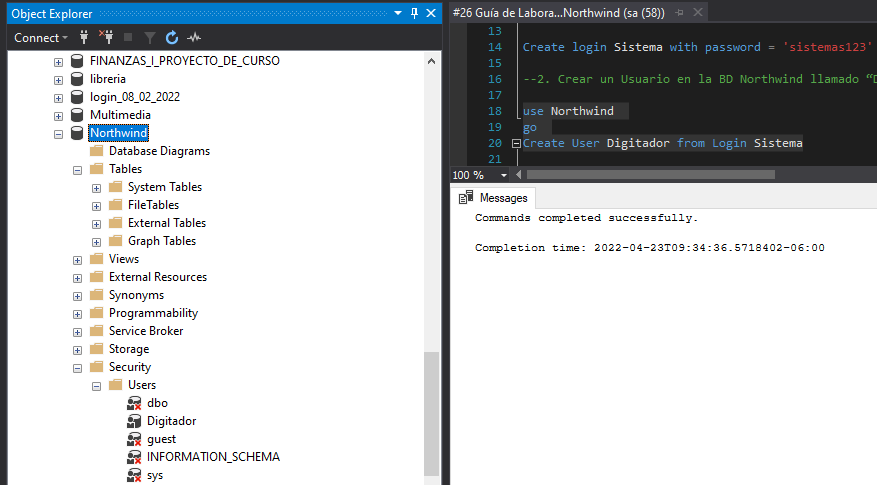 Object Explorer
Connect
FINANZAS_I_PROYECTO_DE_CURSO
libreria
login_08_02_2022
Multimedia
Northwind
Database Diagrams
Tables
System Tables
FileTables
External Tables
Graph Tables
Views
External Resources
Synonyms
Programmability
Service Broker
Storage
Security
Users
dbo
Digitador
guest
INFORMATION_SCHEMA
sys
#26 Guía de Labora...Northwind (sa (58))
13
14 Create login Sistema with password = 'sistemas123'
15
16 --2. Crear un Usuario en la BD Northwind llamado “D
17
18 use Northwind
19 go
20 Create User Digitador from Login Sistema
21
100 %
Messages
Commands completed successfully.
Completion time: 2022-04-23T09:34:36.5718402-06:00